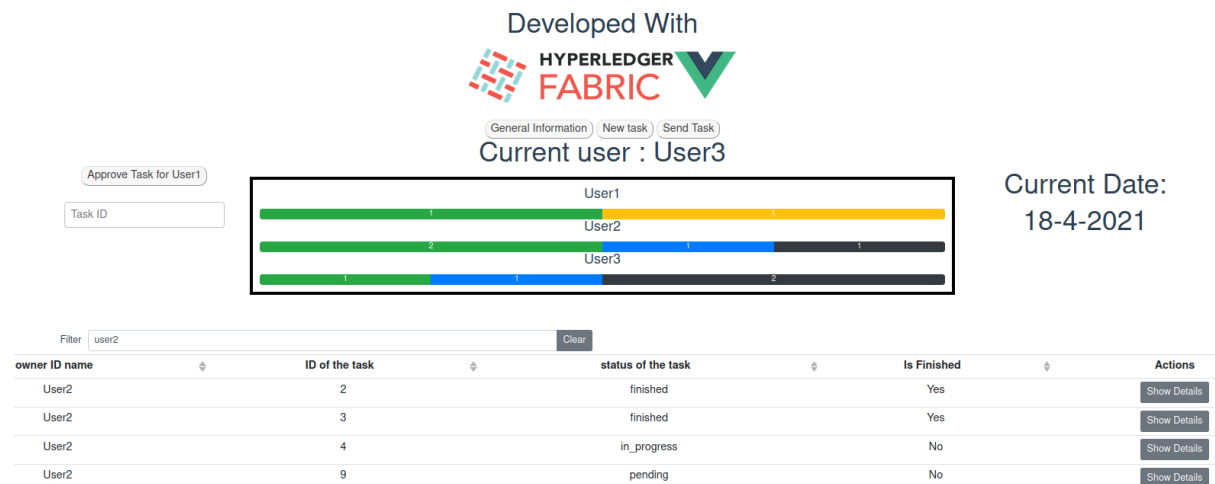 Developed With
HYPERLEDGER
FABRIC
General Information New task Send Task
Current user : User3
Approve Task for User1
Task ID
User1
1 1
User2
2 1 1
User3
1 1 2
Current Date:
18-4-2021
Filter user2 Clear
owner ID name ID of the task status of the task Is Finished Actions
User2 2 finished Yes Show Details
User2 3 finished Yes Show Details
User2 4 in_progress No Show Details
User2 9 pending No Show Details